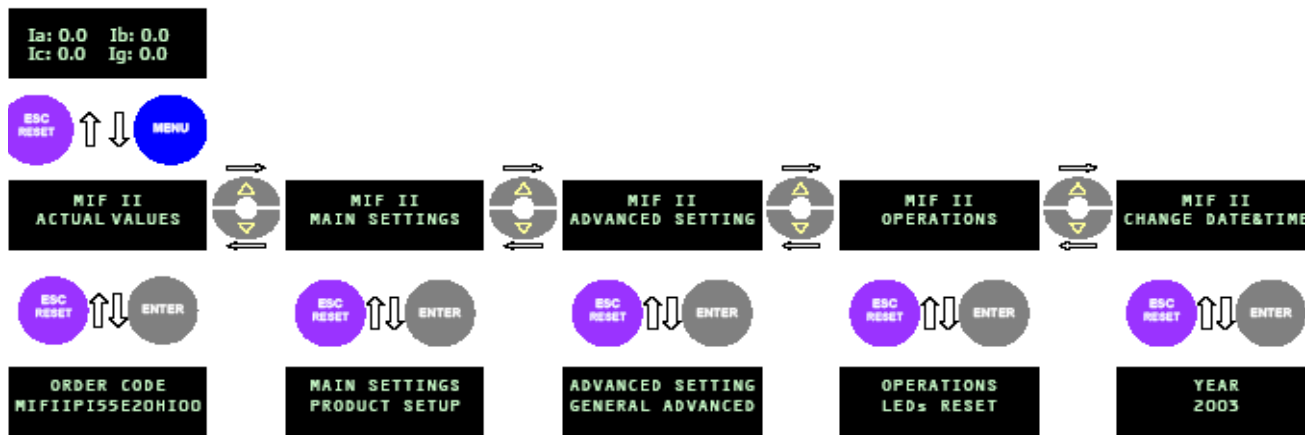 Ia: 0.0 Ib: 0.0
Ic: 0.0 Ig: 0.0
ESC
RESET
MENU
MIF II
ACTUAL VALUES
MIF II
MAIN SETTINGS
MIF II
ADVANCED SETTING
MIF II
OPERATIONS
MIF II
CHANGE DATE&TIME
ESC
RESET
ENTER
ESC
RESET
ENTER
ESC
RESET
ENTER
ESC
RESET
ENTER
ESC
RESET
ENTER
ORDER CODE
MIFIIPI55E20HI00
MAIN SETTINGS
PRODUCT SETUP
ADVANCED SETTING
GENERAL ADVANCED
OPERATIONS
LEDs RESET
YEAR
2003